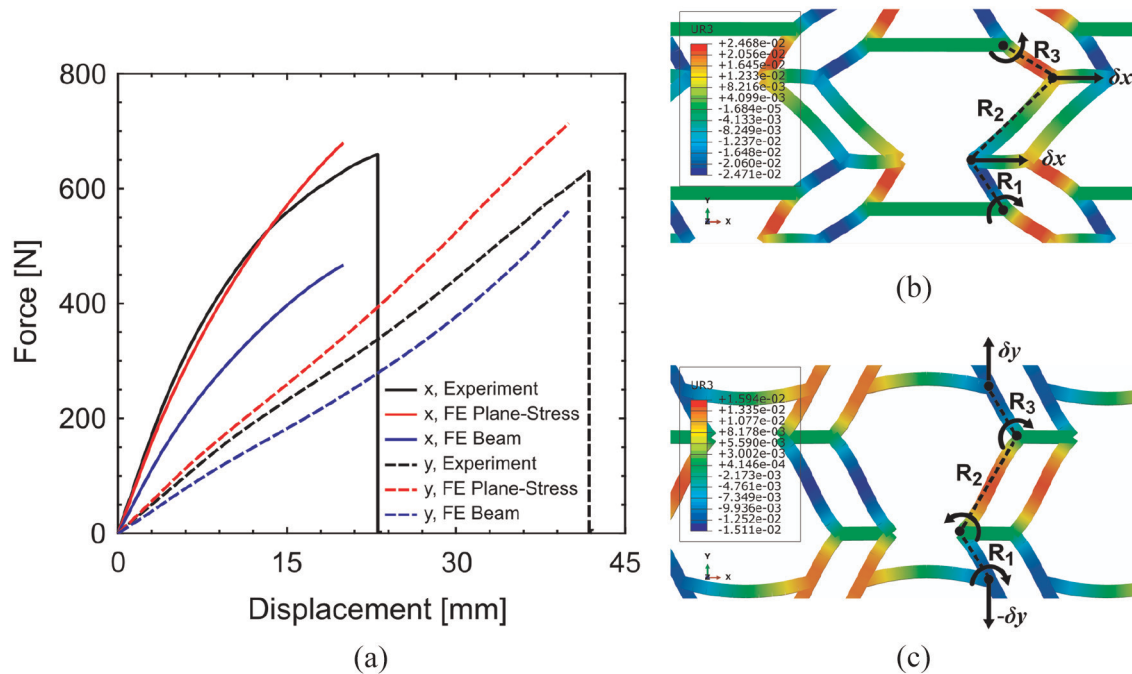 800
600
400
200
0
0
15
30
45
Force [N]
Displacement [mm]
x, Experiment
x, FE Plane-Stress
x, FE Beam
y, Experiment
y, FE Plane-Stress
y, FE Beam
(a)
UR3
+2.468e-02
+2.056e-02
+1.645e-02
+1.233e-02
+8.216e-03
+4.099e-03
-1.684e-05
-4.133e-03
-8.249e-03
-1.237e-02
-1.648e-02
-2.060e-02
-2.471e-02
Y
Z X
R3
δx
R2
δx
R1
(b)
UR3
+1.594e-02
+1.335e-02
+1.077e-02
+8.178e-03
+5.590e-03
+3.002e-03
+4.146e-04
-2.173e-03
-4.761e-03
-7.349e-03
-9.936e-03
-1.252e-02
-1.511e-02
Y
Z X
δy
R3
R2
R1
-δy
(c)